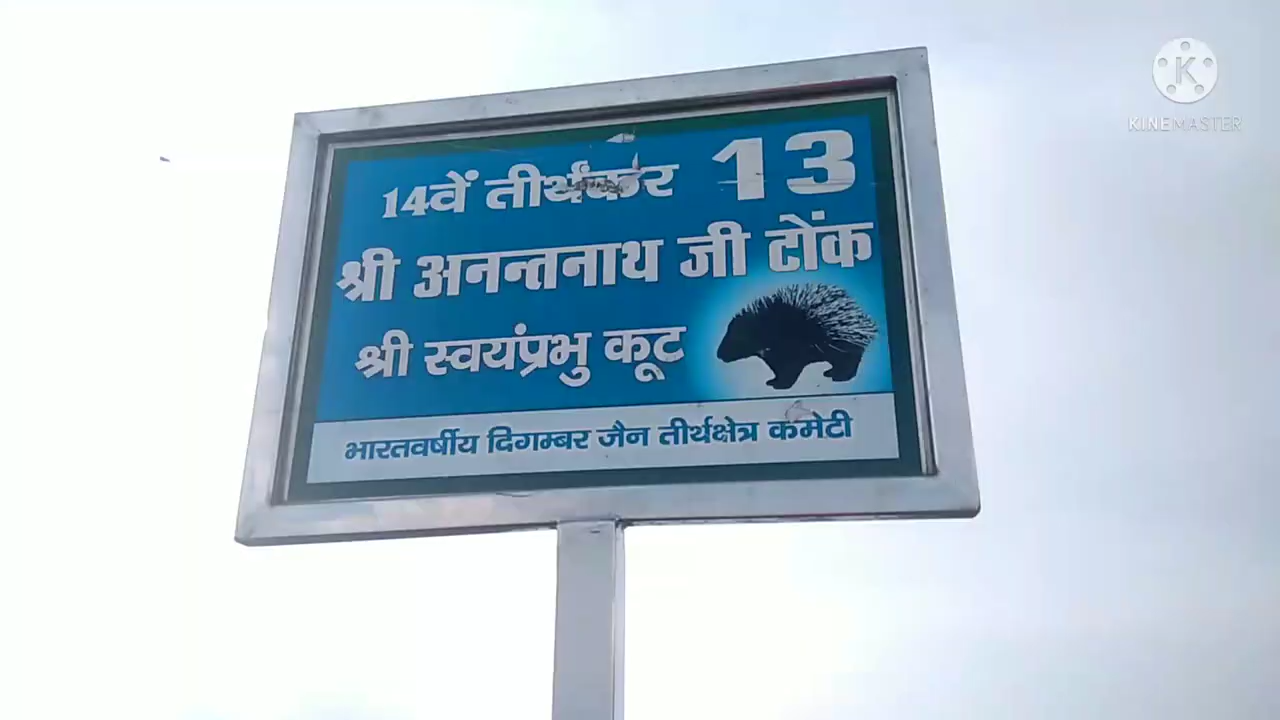 14वें तीर्थंकर 13
श्री अनन्तनाथ जी टोंक
श्री स्वयंप्रभु कूट
भारतवर्षीय दिगम्बर जैन तीर्थक्षेत्र कमेटी
K
KINEMASTER